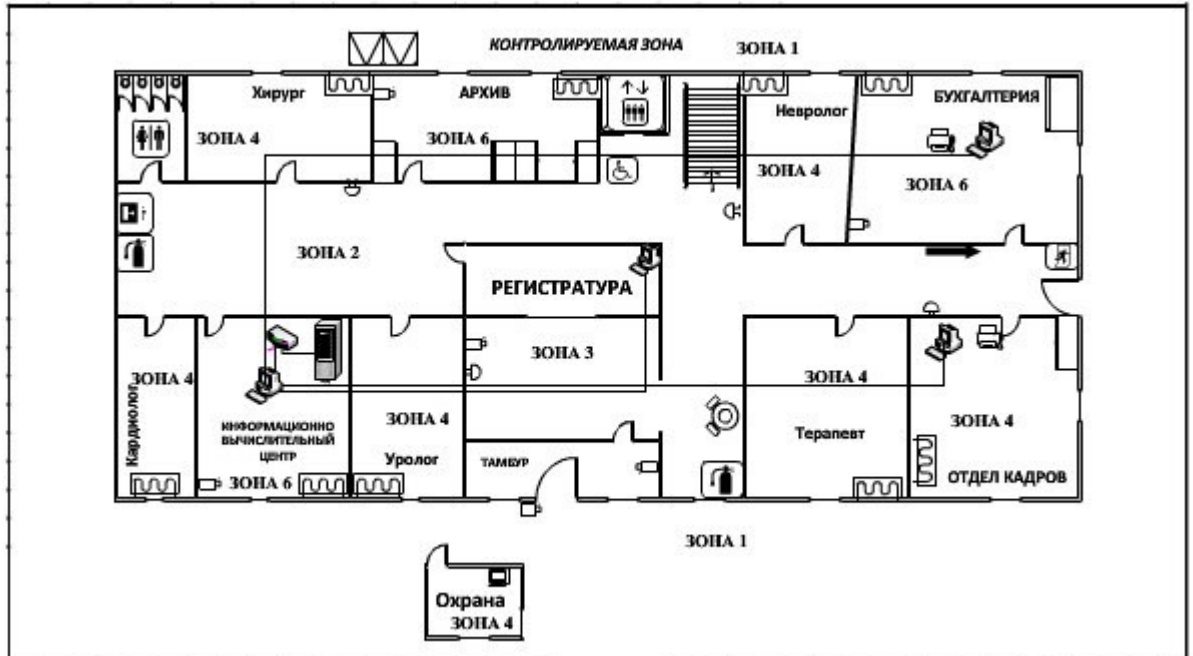 КОНТРОЛИРУЕМАЯ ЗОНА
ЗОНА 1
Хирург
АРХИВ
Невролог
БУХГАЛТЕРИЯ
ЗОНА 4
ЗОНА 6
ЗОНА 4
ЗОНА 6
ЗОНА 2
РЕГИСТРАТУРА
ЗОНА 3
ЗОНА 4
Кардиолог
ИНФОРМАЦИОННО
ВЫЧИСЛИТЕЛЬНЫЙ
ЦЕНТР
ЗОНА 6
ЗОНА 4
Уролог
ТАМБУР
ЗОНА 4
Терапевт
ЗОНА 4
ОТДЕЛ КАДРОВ
ЗОНА 1
Охрана
ЗОНА 4